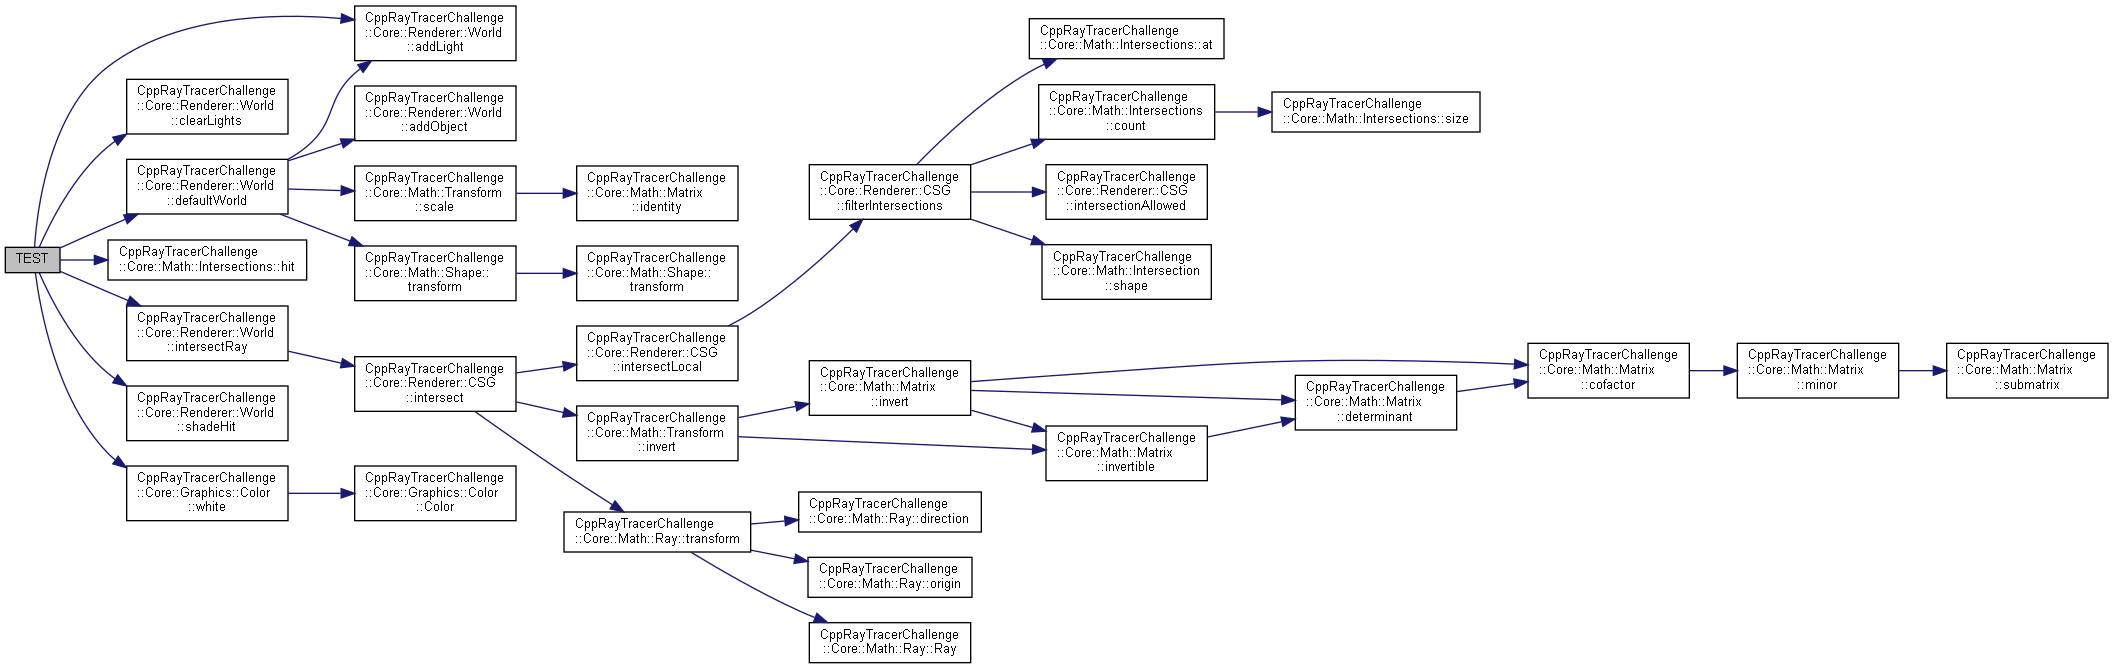 TEST
CppRayTracerChallenge
::Core::Renderer::World
::addLight
CppRayTracerChallenge
::Core::Renderer::World
::clearLights
CppRayTracerChallenge
::Core::Renderer::World
::defaultWorld
CppRayTracerChallenge
::Core::Math::Intersections::hit
CppRayTracerChallenge
::Core::Renderer::World
::intersectRay
CppRayTracerChallenge
::Core::Renderer::World
::shadeHit
CppRayTracerChallenge
::Core::Graphics::Color
::white
CppRayTracerChallenge
::Core::Renderer::World
::addObject
CppRayTracerChallenge
::Core::Math::Transform
::scale
CppRayTracerChallenge
::Core::Math::Shape::
transform
CppRayTracerChallenge
::Core::Renderer::CSG
::intersect
CppRayTracerChallenge
::Core::Graphics::Color
::Color
CppRayTracerChallenge
::Core::Math::Matrix
::identity
CppRayTracerChallenge
::Core::Math::Shape::
transform
CppRayTracerChallenge
::Core::Renderer::CSG
::intersectLocal
CppRayTracerChallenge
::Core::Math::Transform
::invert
CppRayTracerChallenge
::Core::Math::Ray::transform
CppRayTracerChallenge
::Core::Renderer::CSG
::filterIntersections
CppRayTracerChallenge
::Core::Math::Matrix
::invert
CppRayTracerChallenge
::Core::Math::Ray::direction
CppRayTracerChallenge
::Core::Math::Ray::origin
CppRayTracerChallenge
::Core::Math::Ray::Ray
CppRayTracerChallenge
::Core::Math::Intersections::at
CppRayTracerChallenge
::Core::Math::Intersections
::count
CppRayTracerChallenge
::Core::Renderer::CSG
::intersectionAllowed
CppRayTracerChallenge
::Core::Math::Intersection
::shape
CppRayTracerChallenge
::Core::Math::Matrix
::invertible
CppRayTracerChallenge
::Core::Math::Intersections::size
CppRayTracerChallenge
::Core::Math::Matrix
::determinant
CppRayTracerChallenge
::Core::Math::Matrix
::cofactor
CppRayTracerChallenge
::Core::Math::Matrix
::minor
CppRayTracerChallenge
::Core::Math::Matrix
::submatrix